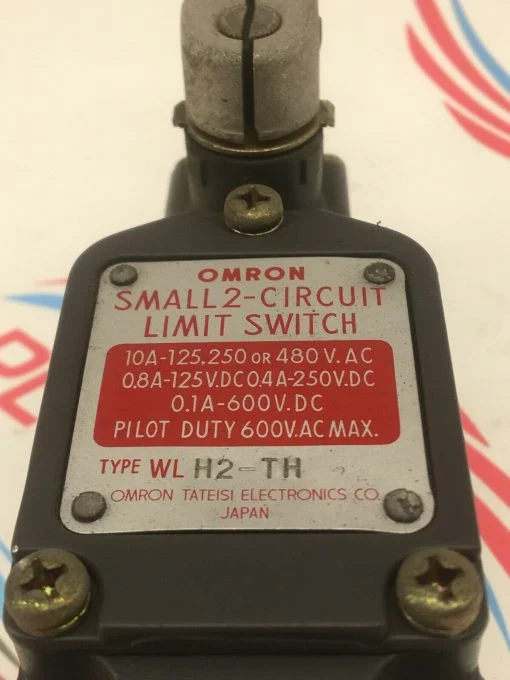 OMRON
SMALL 2-CIRCUIT
LIMIT SWITCH
10A-125,250 OR 480 V. AC
0.8A-125V.DC 0.4A-250V.DC
0.1A-600V.DC
PILOT DUTY 600V.AC MAX.
TYPE WL H2-TH
OMRON TATEISI ELECTRONICS CO.
JAPAN